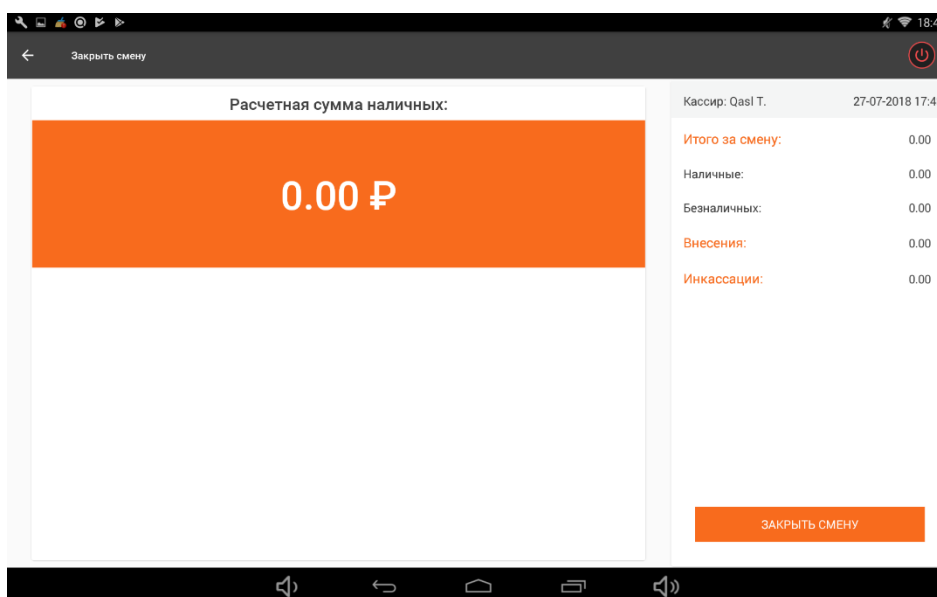 18:4
Закрыть смену
Расчетная сумма наличных:
0.00 ₽
Кассир: Qasl T. 27-07-2018 17:4
Итого за смену: 0.00
Наличные: 0.00
Безналичных: 0.00
Внесения: 0.00
Инкассации: 0.00
ЗАКРЫТЬ СМЕНУ